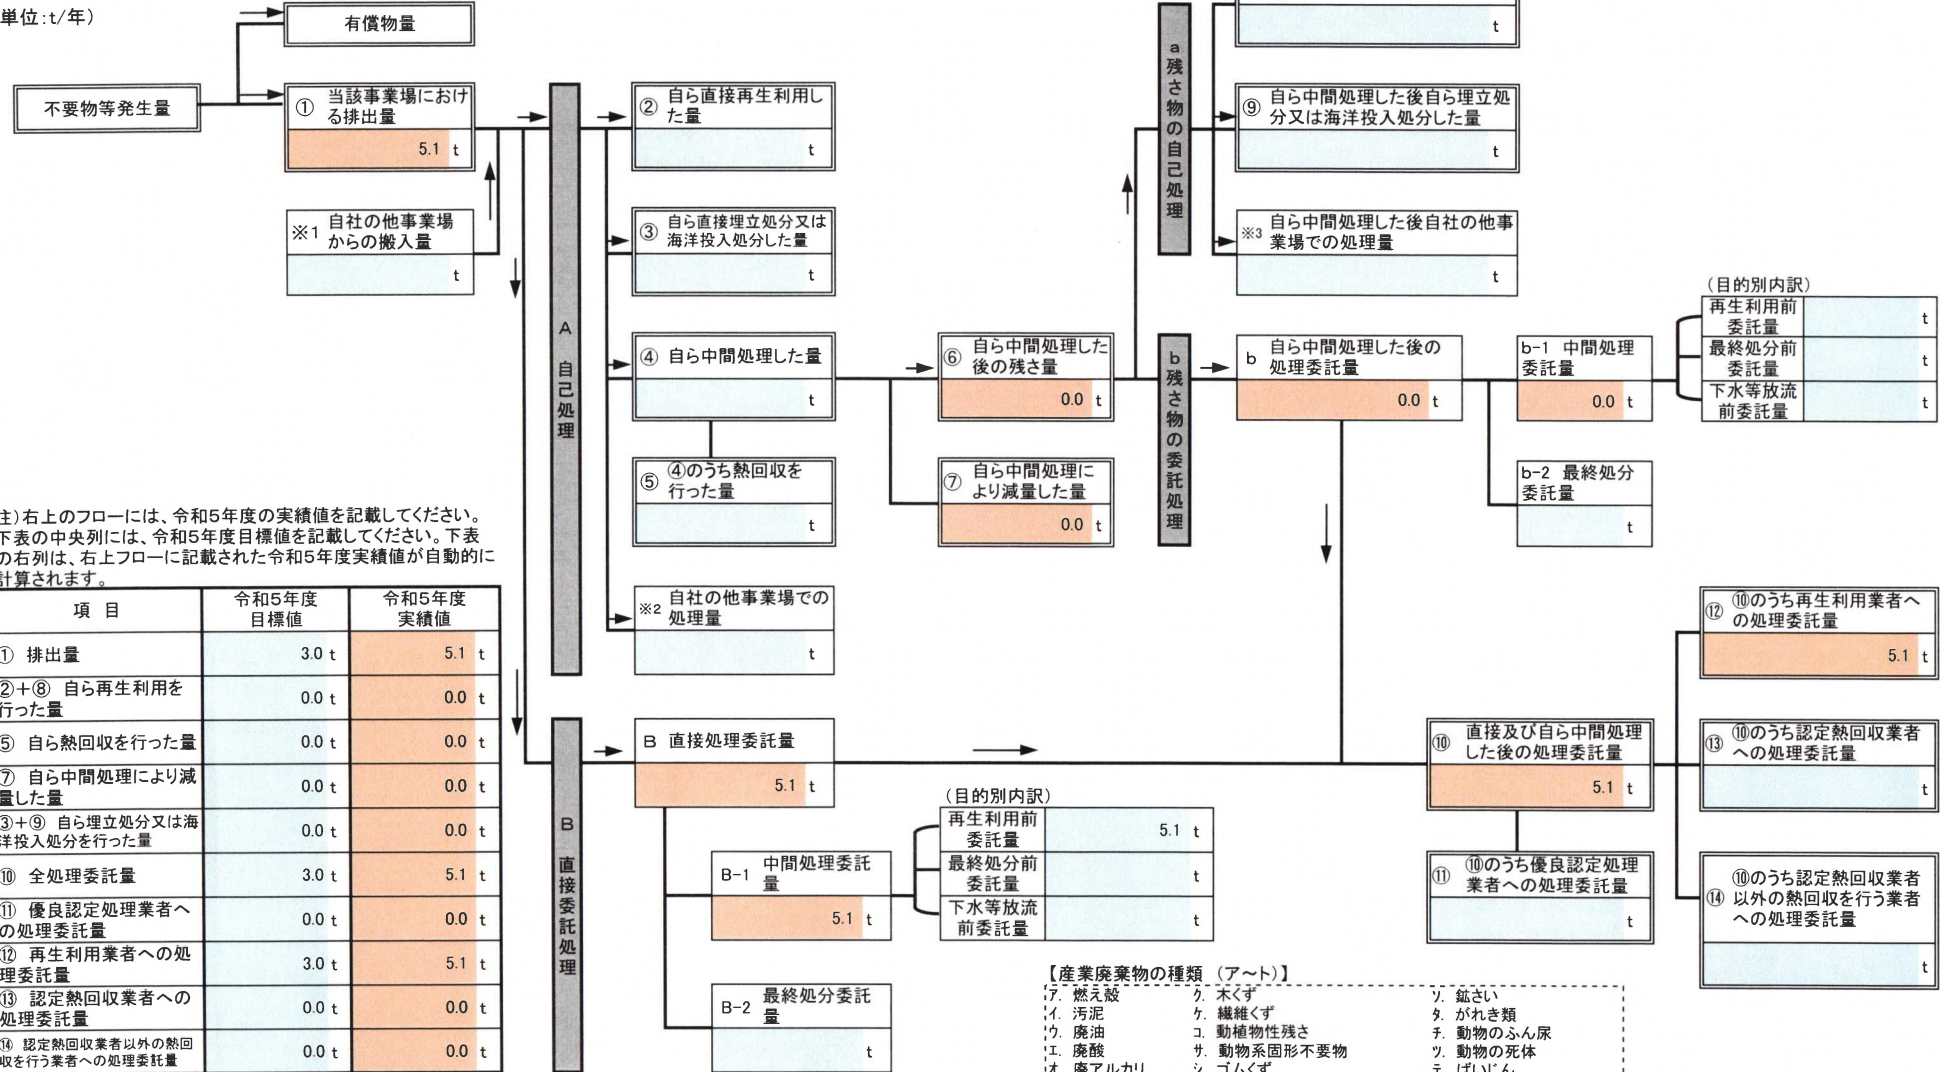 単位:t/年）
有償物量
不要物等発生量
① 当該事業場におけ
る排出量
5.1 t
※1 自社の他事業場
からの搬入量
t
A 自己処理
② 自ら直接再生利用し
た量
t
③ 自ら直接埋立処分又は
海洋投入処分した量
t
④ 自ら中間処理した量
t
⑤ ④のうち熱回収を
行った量
t
※2 自社の他事業場での
処理量
t
⑥ 自ら中間処理した
後の残さ量
0.0 t
⑦ 自ら中間処理に
より減量した量
0.0 t
a 残さ物の自己処理
t
⑨ 自ら中間処理した後自ら埋立処
分又は海洋投入処分した量
t
※3 自ら中間処理した後自社の他事
業場での処理量
t
b 残さ物の委託処理
b 自ら中間処理した後の
処理委託量
0.0 t
b-1 中間処理
委託量
0.0 t
b-2 最終処分
委託量
t
（目的別内訳）
再生利用前
委託量
t
最終処分前
委託量
t
下水等放流
前委託量
t
注）右上のフローには、令和5年度の実績値を記載してください。
下表の中央列には、令和5年度目標値を記載してください。下表
の右列は、右上フローに記載された令和5年度実績値が自動的に
計算されます。
項 目 令和5年度 目標値 令和5年度 実績値
① 排出量 3.0 t 5.1 t
②＋⑧ 自ら再生利用を
行った量 0.0 t 0.0 t
⑤ 自ら熱回収を行った量 0.0 t 0.0 t
⑦ 自ら中間処理により減
量した量 0.0 t 0.0 t
③＋⑨ 自ら埋立処分又は海
洋投入処分を行った量 0.0 t 0.0 t
⑩ 全処理委託量 3.0 t 5.1 t
⑪ 優良認定処理業者へ
の処理委託量 0.0 t 0.0 t
⑫ 再生利用業者への処
理委託量 3.0 t 5.1 t
⑬ 認定熱回収業者への
処理委託量 0.0 t 0.0 t
⑭ 認定熱回収業者以外の熱回
収を行う業者への処理委託量 0.0 t 0.0 t
B 直接委託処理
B 直接処理委託量
5.1 t
B-1 中間処理委託
量
5.1 t
B-2 最終処分委託
量
t
（目的別内訳）
再生利用前
委託量
5.1 t
最終処分前
委託量
t
下水等放流
前委託量
t
⑩ 直接及び自ら中間処理
した後の処理委託量
5.1 t
⑪ ⑩のうち優良認定処理
業者への処理委託量
t
⑫ ⑩のうち再生利用業者へ
の処理委託量
5.1 t
⑬ ⑩のうち認定熱回収業者
への処理委託量
t
⑭ ⑩のうち認定熱回収業者
以外の熱回収を行う業者
への処理委託量
t
【産業廃棄物の種類 （ア～ト）】
ア. 燃え殻 ク. 木くず ソ. 鉱さい
イ. 汚泥 ケ. 繊維くず タ. がれき類
ウ. 廃油 コ. 動植物性残さ チ. 動物のふん尿
エ. 廃酸 サ. 動物系固形不要物 ツ. 動物の死体
オ. 廃アルカリ シ. ゴムくず テ. ばいじん